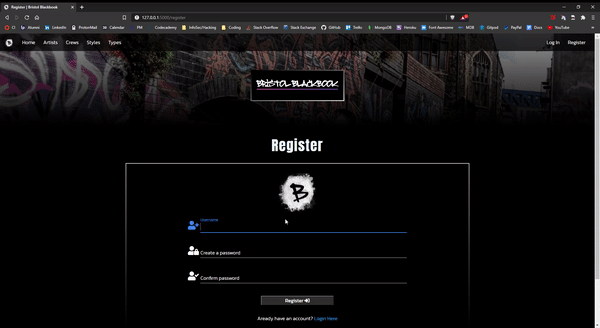 Register | Bristol Blackbook
127.0.0.1:5000/register
Alumni LinkedIn ProtonMail Calendar PM Codecademy InfoSec/Hacking Coding Stack Overflow Stack Exchange GitHub Trello MongoDB Heroku Font Awesome MDB Gitpod PayPal Docs YouTube
Home Artists Crews Styles Types Log In Register
BRISTOL BLACKBOOK
Register
B
Username
Create a password
Confirm password
Register
Already have an account? Login Here